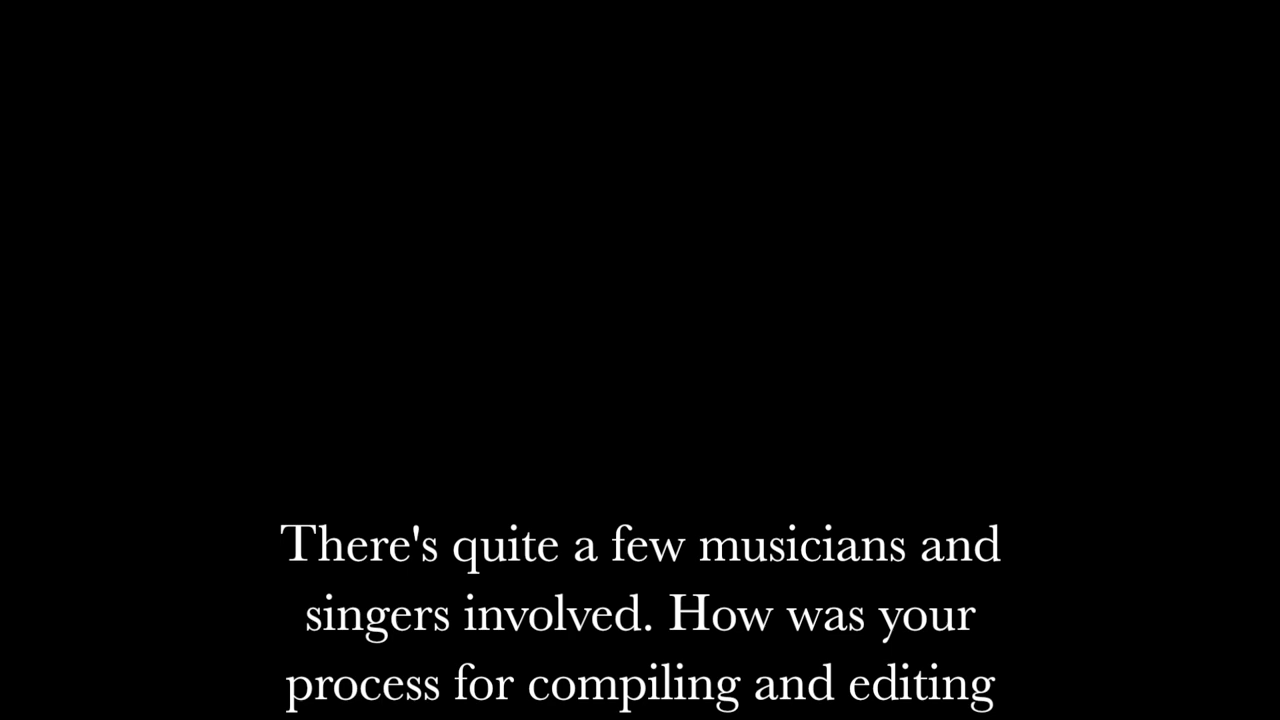 There's quite a few musicians and
singers involved. How was your
process for compiling and editing